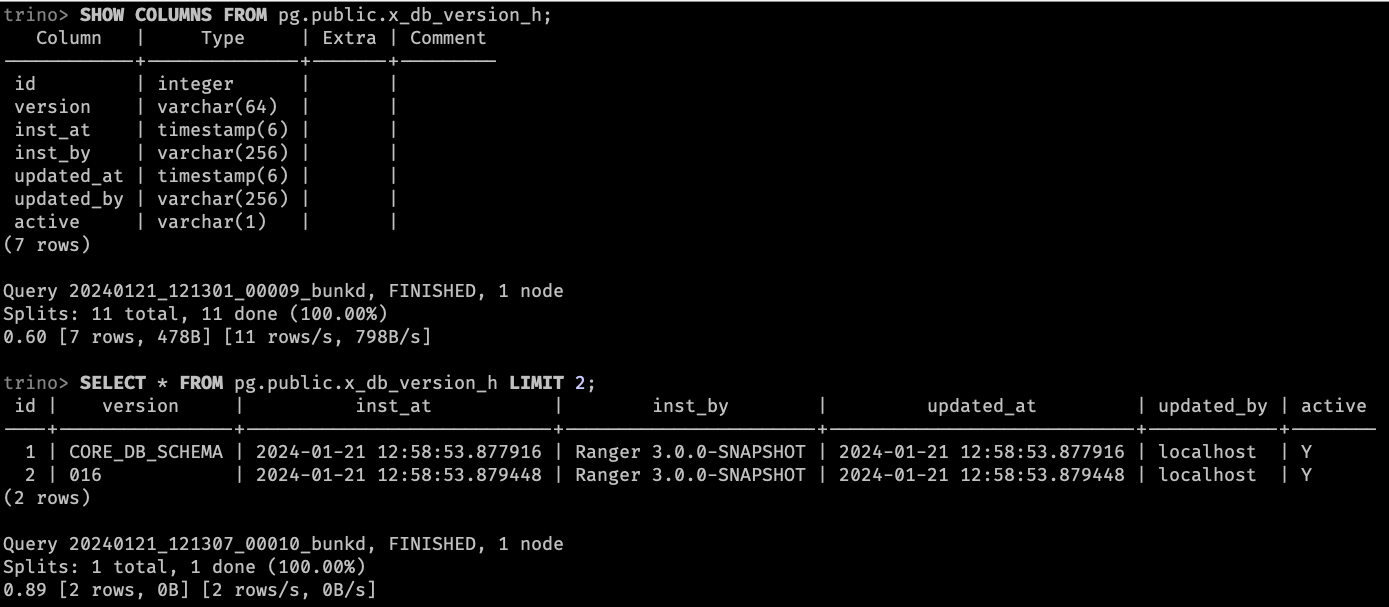 trino> SHOW COLUMNS FROM pg.public.x_db_version_h;
   Column   |     Type      | Extra | Comment
------------+---------------+-------+---------
 id         | integer       |       |
 version    | varchar(64)   |       |
 inst_at    | timestamp(6)  |       |
 inst_by    | varchar(256)  |       |
 updated_at | timestamp(6)  |       |
 updated_by | varchar(256)  |       |
 active     | varchar(1)    |       |
(7 rows)

Query 20240121_121301_00009_bunkd, FINISHED, 1 node
Splits: 11 total, 11 done (100.00%)
0.60 [7 rows, 478B] [11 rows/s, 798B/s]

trino> SELECT * FROM pg.public.x_db_version_h LIMIT 2;
 id |    version     |          inst_at           |        inst_by        |         updated_at         | updated_by | active
----+----------------+----------------------------+-----------------------+----------------------------+------------+--------
  1 | CORE_DB_SCHEMA | 2024-01-21 12:58:53.877916 | Ranger 3.0.0-SNAPSHOT | 2024-01-21 12:58:53.877916 | localhost  | Y
  2 | 016            | 2024-01-21 12:58:53.879448 | Ranger 3.0.0-SNAPSHOT | 2024-01-21 12:58:53.879448 | localhost  | Y
(2 rows)

Query 20240121_121307_00010_bunkd, FINISHED, 1 node
Splits: 1 total, 1 done (100.00%)
0.89 [2 rows, 0B] [2 rows/s, 0B/s]